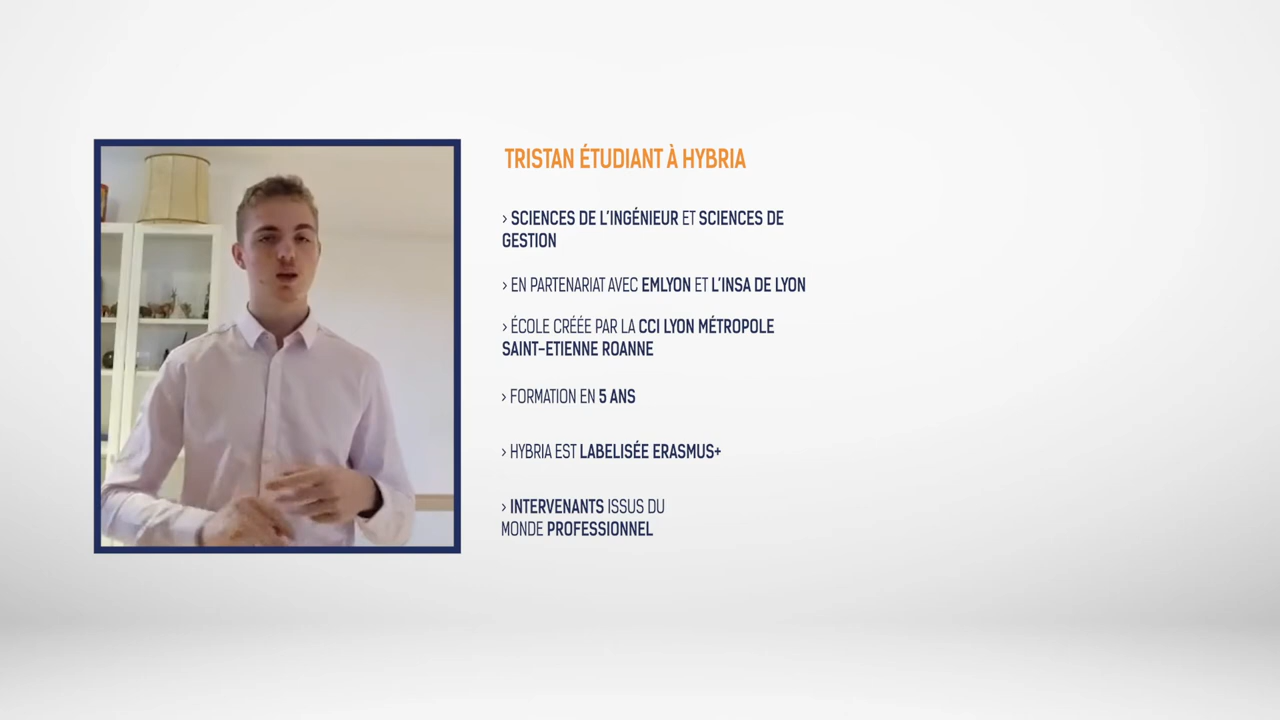 TRISTAN ÉTUDIANT À HYBRIA
› SCIENCES DE L'INGÉNIEUR ET SCIENCES DE
GESTION
› EN PARTENARIAT AVEC EMLYON ET L'INSA DE LYON
› ÉCOLE CRÉÉE PAR LA CCI LYON MÉTROPOLE
SAINT-ETIENNE ROANNE
› FORMATION EN 5 ANS
› HYBRIA EST LABELISÉE ERASMUS+
› INTERVENANTS ISSUS DU
MONDE PROFESSIONNEL